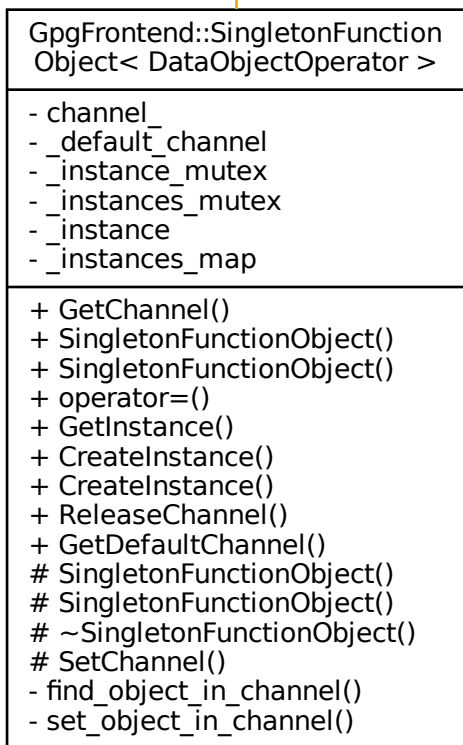 GpgFrontend::SingletonFunction
Object< DataObjectOperator >
- channel_
- _default_channel
- _instance_mutex
- _instances_mutex
- _instance
- _instances_map
+ GetChannel()
+ SingletonFunctionObject()
+ SingletonFunctionObject()
+ operator=()
+ GetInstance()
+ CreateInstance()
+ CreateInstance()
+ ReleaseChannel()
+ GetDefaultChannel()
# SingletonFunctionObject()
# SingletonFunctionObject()
# ~SingletonFunctionObject()
# SetChannel()
- find_object_in_channel()
- set_object_in_channel()